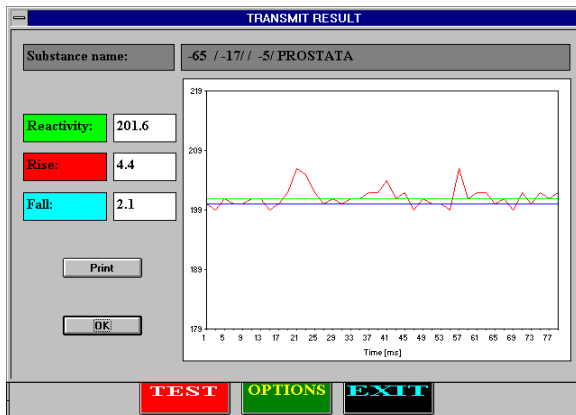 TRANSMIT RESULT
Substance name: -65 / -17/ / -5/ PROSTATA
Reactivity: 201.6
Rise: 4.4
Fall: 2.1
Print
OK
219
209
199
189
179
1 5 9 13 17 21 25 29 33 37 41 45 49 53 57 61 65 69 73 77
Time [ms]
TEST OPTIONS EXIT